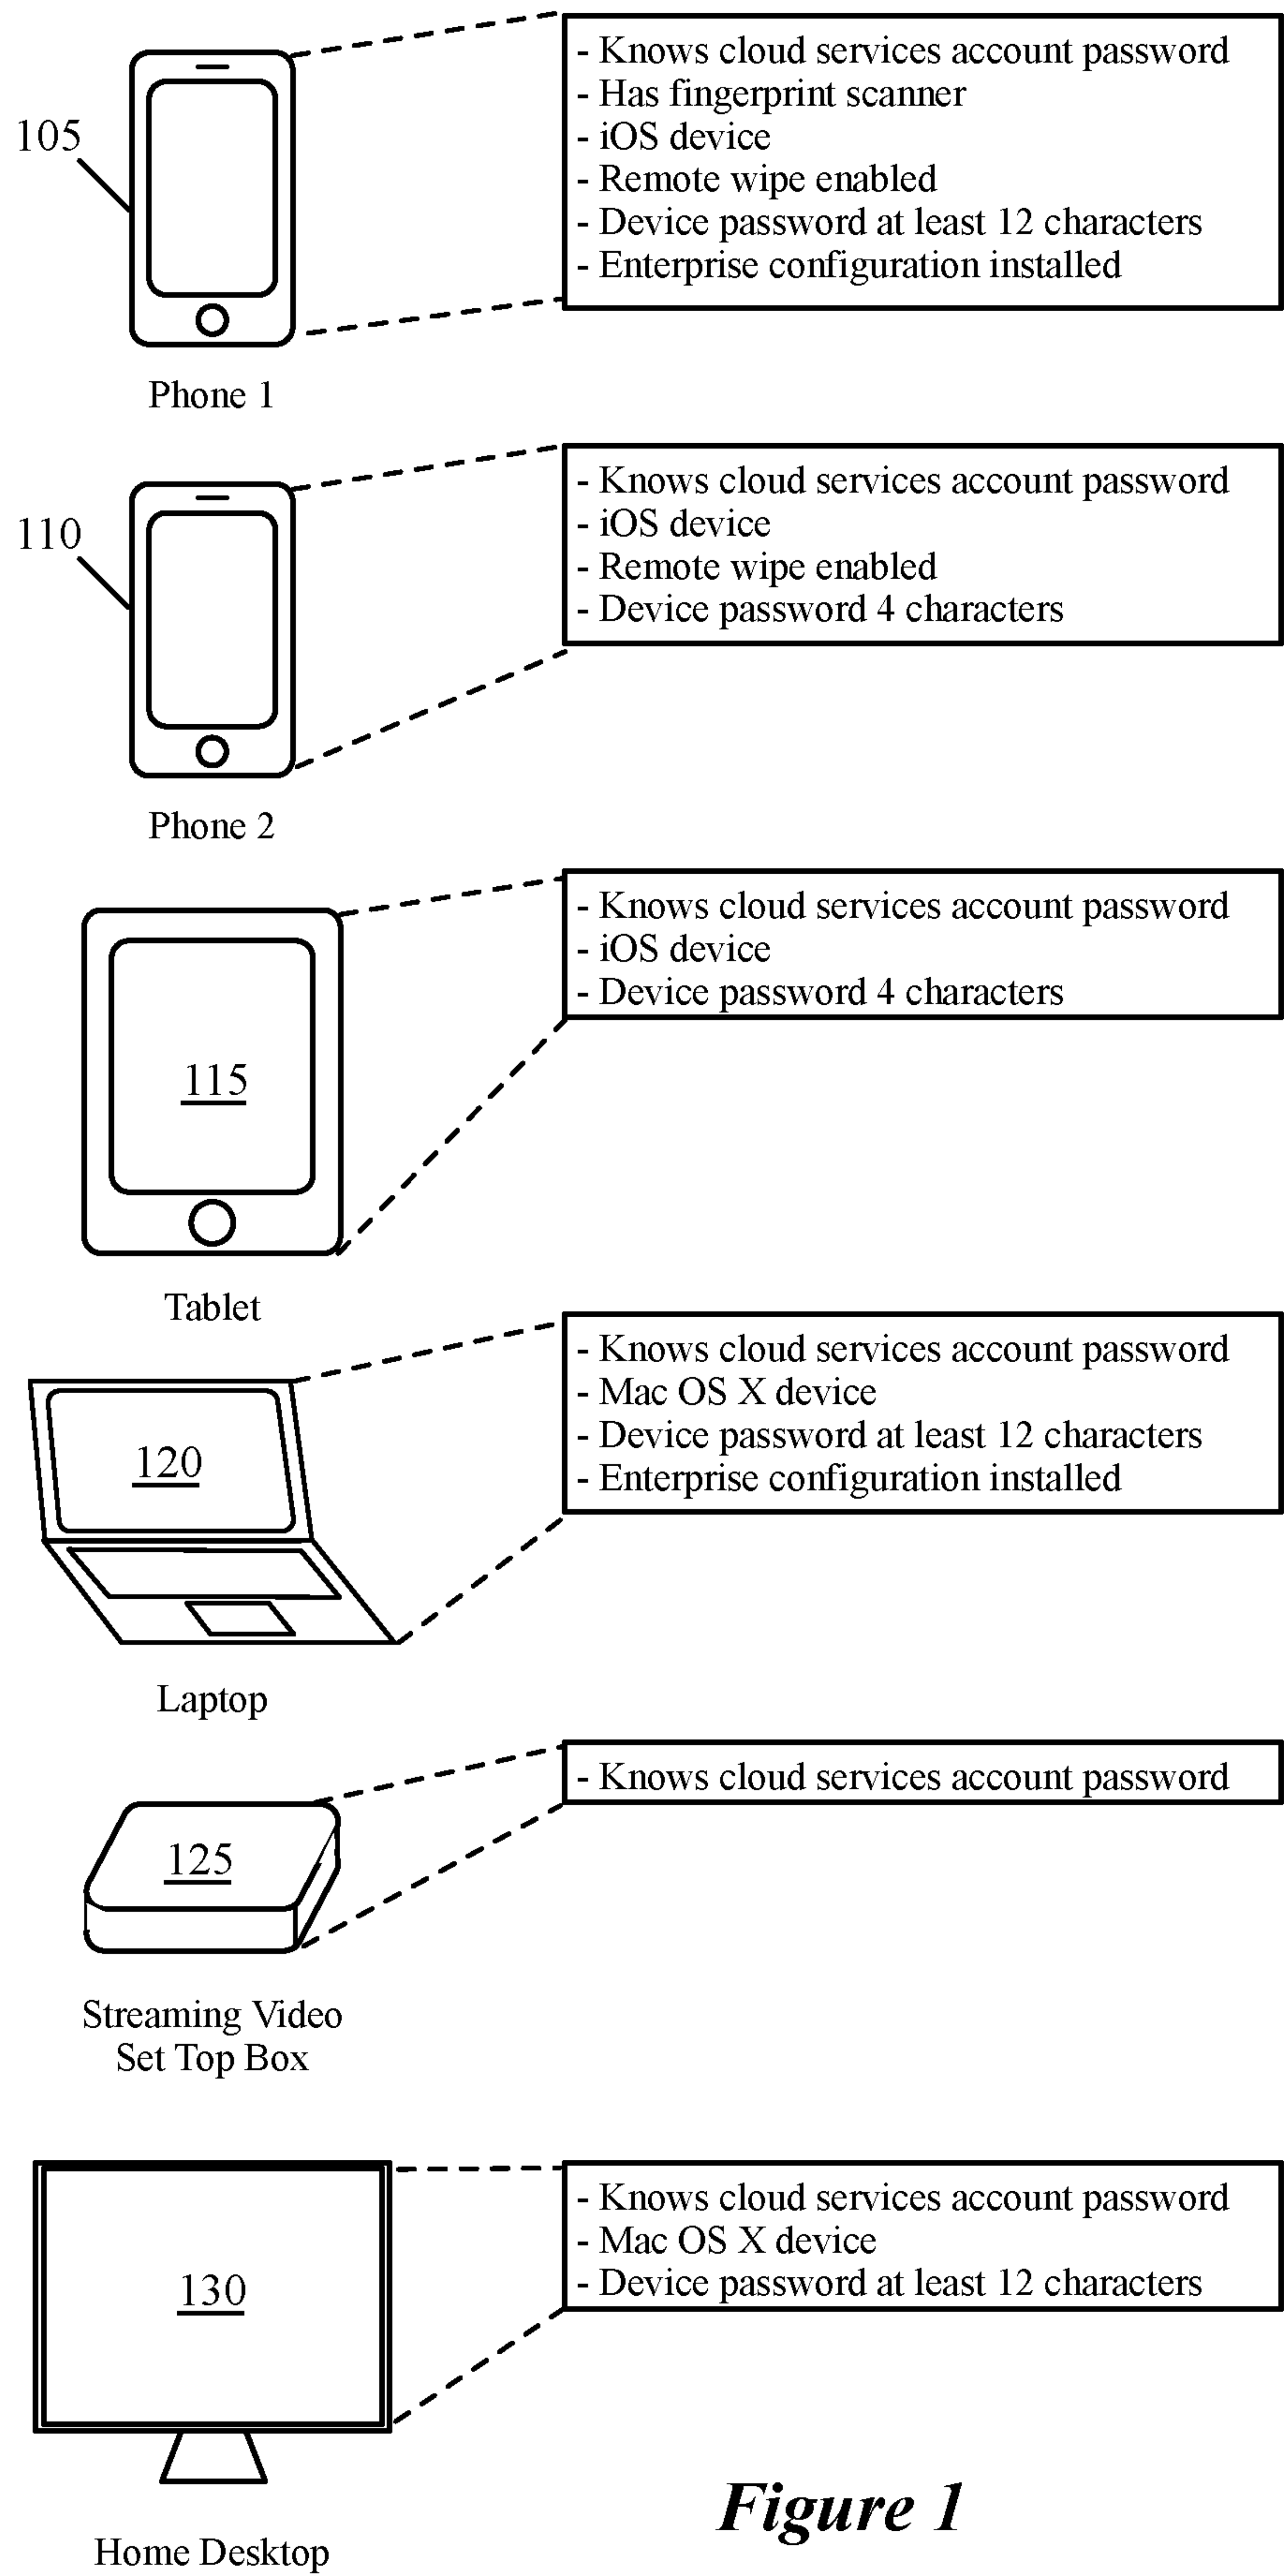 - Knows cloud services account password
- Has fingerprint scanner
- iOS device
- Remote wipe enabled
- Device password at least 12 characters
- Enterprise configuration installed
105
Phone 1
- Knows cloud services account password
- iOS device
- Remote wipe enabled
- Device password 4 characters
110
Phone 2
- Knows cloud services account password
- iOS device
- Device password 4 characters
115
Tablet
- Knows cloud services account password
- Mac OS X device
- Device password at least 12 characters
- Enterprise configuration installed
120
Laptop
- Knows cloud services account password
125
Streaming Video
Set Top Box
- Knows cloud services account password
- Mac OS X device
- Device password at least 12 characters
130
Home Desktop
Figure 1